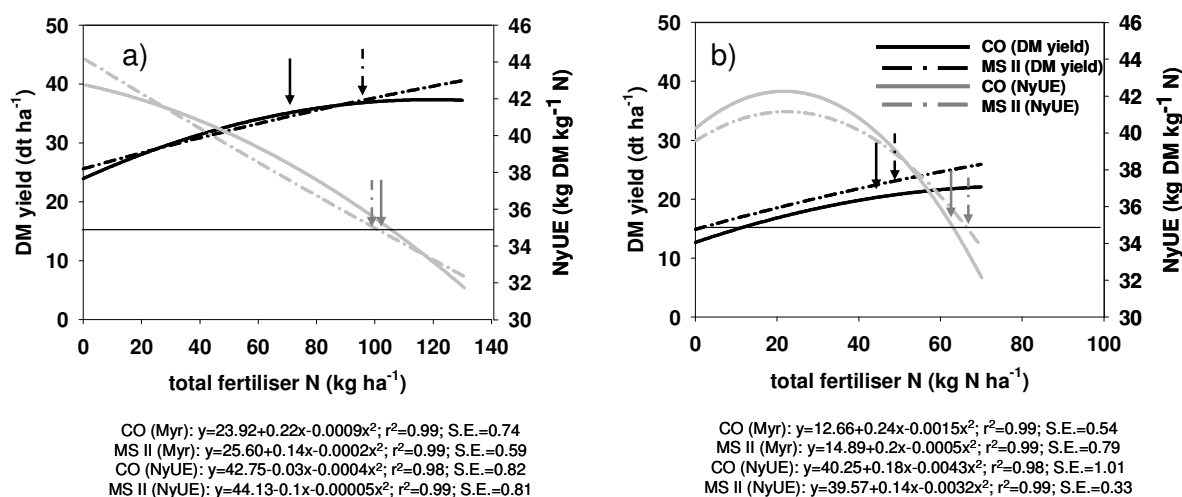 a)
50
40
30
20
10
0
DM yield (dt ha-1)
46
44
42
40
38
36
34
32
30
NyUE (kg DM kg-1 N)
0 20 40 60 80 100 120 140
total fertiliser N (kg ha-1)
CO (Myr): y=23.92+0.22x-0.0009x²; r²=0.99; S.E.=0.74
MS II (Myr): y=25.60+0.14x-0.0002x²; r²=0.99; S.E.=0.59
CO (NyUE): y=42.75-0.03x-0.0004x²; r²=0.98; S.E.=0.82
MS II (NyUE): y=44.13-0.1x-0.00005x²; r²=0.99; S.E.=0.81
b)
CO (DM yield)
MS II (DM yield)
CO (NyUE)
MS II (NyUE)
50
40
30
20
10
0
DM yield (dt ha-1)
46
44
42
40
38
36
34
32
30
NyUE (kg DM kg-1 N)
0 20 40 60 80 100
total fertiliser N (kg N ha-1)
CO (Myr): y=12.66+0.24x-0.0015x²; r²=0.99; S.E.=0.54
MS II (Myr): y=14.89+0.2x-0.0005x²; r²=0.99; S.E.=0.79
CO (NyUE): y=40.25+0.18x-0.0043x²; r²=0.98; S.E.=1.01
MS II (NyUE): y=39.57+0.14x-0.0032x²; r²=0.99; S.E.=0.33